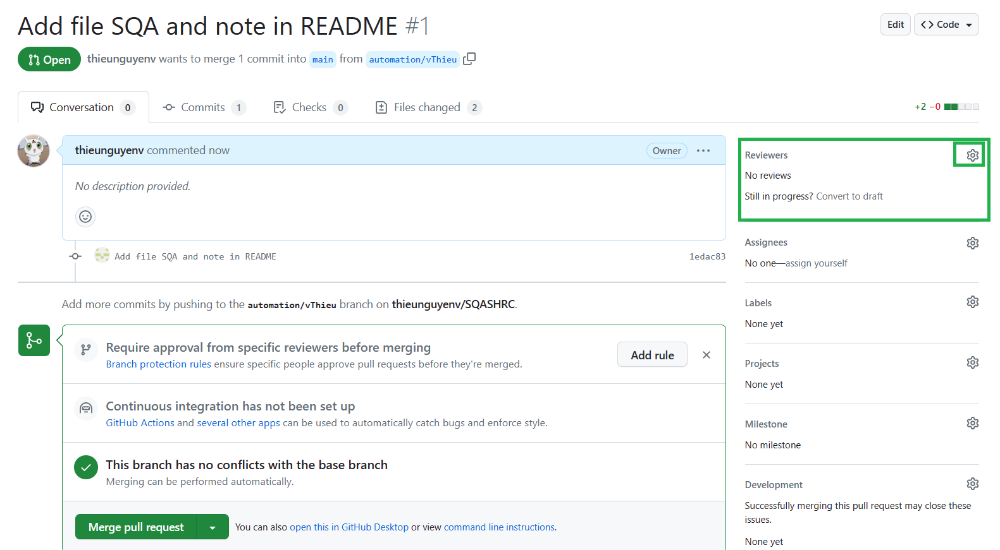 Add file SQA and note in README #1
Edit
Code
Open
thieunguyenv wants to merge 1 commit into main from automation/vThieu
Conversation 0
Commits 1
Checks 0
Files changed 2
+2 −0
thieunguyenv commented now
Owner
No description provided.
Add file SQA and note in README
1edac83
Add more commits by pushing to the automation/vThieu branch on thieunguyenv/SQASHRC.
Require approval from specific reviewers before merging
Branch protection rules ensure specific people approve pull requests before they're merged.
Add rule
Continuous integration has not been set up
GitHub Actions and several other apps can be used to automatically catch bugs and enforce style.
This branch has no conflicts with the base branch
Merging can be performed automatically.
Merge pull request
You can also open this in GitHub Desktop or view command line instructions.
Reviewers
No reviews
Still in progress? Convert to draft
Assignees
No one—assign yourself
Labels
None yet
Projects
None yet
Milestone
No milestone
Development
Successfully merging this pull request may close these
issues.
None yet